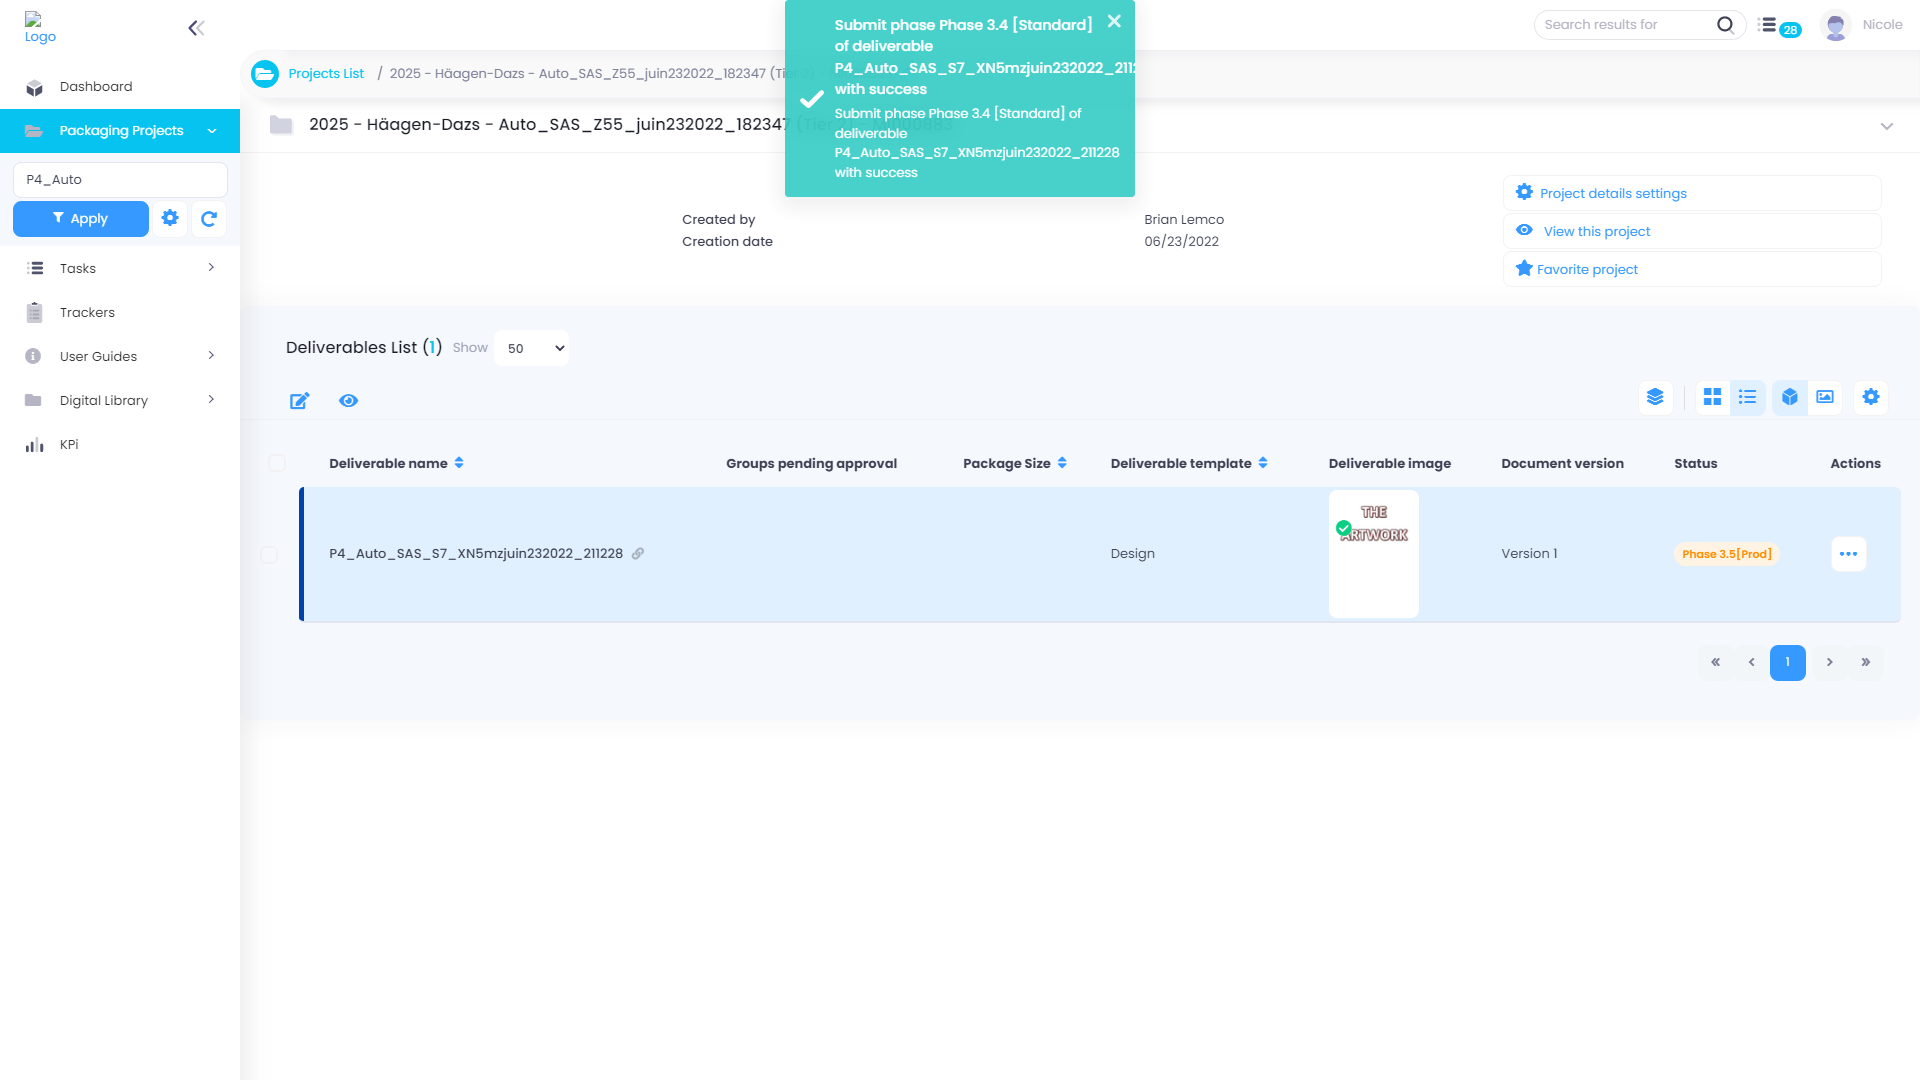 Logo
Dashboard
Packaging Projects
P4_Auto
Apply
Tasks
Trackers
User Guides
Digital Library
KPi
Submit phase Phase 3.4 [Standard]
of deliverable
P4_Auto_SAS_S7_XN5mzjuin232022_211
with success
Submit phase Phase 3.4 [Standard] of
deliverable
P4_Auto_SAS_S7_XN5mzjuin232022_211228
with success
Search results for
28
Nicole
Projects List / 2025 - Häagen-Dazs - Auto_SAS_Z55_juin232022_182347 (Tier
2025 - Häagen-Dazs - Auto_SAS_Z55_juin232022_182347 (Tier
Created by
Brian Lemco
Creation date
06/23/2022
Project details settings
View this project
Favorite project
Deliverables List (1) Show 50
Deliverable name Groups pending approval Package Size Deliverable template Deliverable image Document version Status Actions
P4_Auto_SAS_S7_XN5mzjuin232022_211228 Design THE ARTWORK Version 1 Phase 3.5[Prod]
« ‹ 1 › »